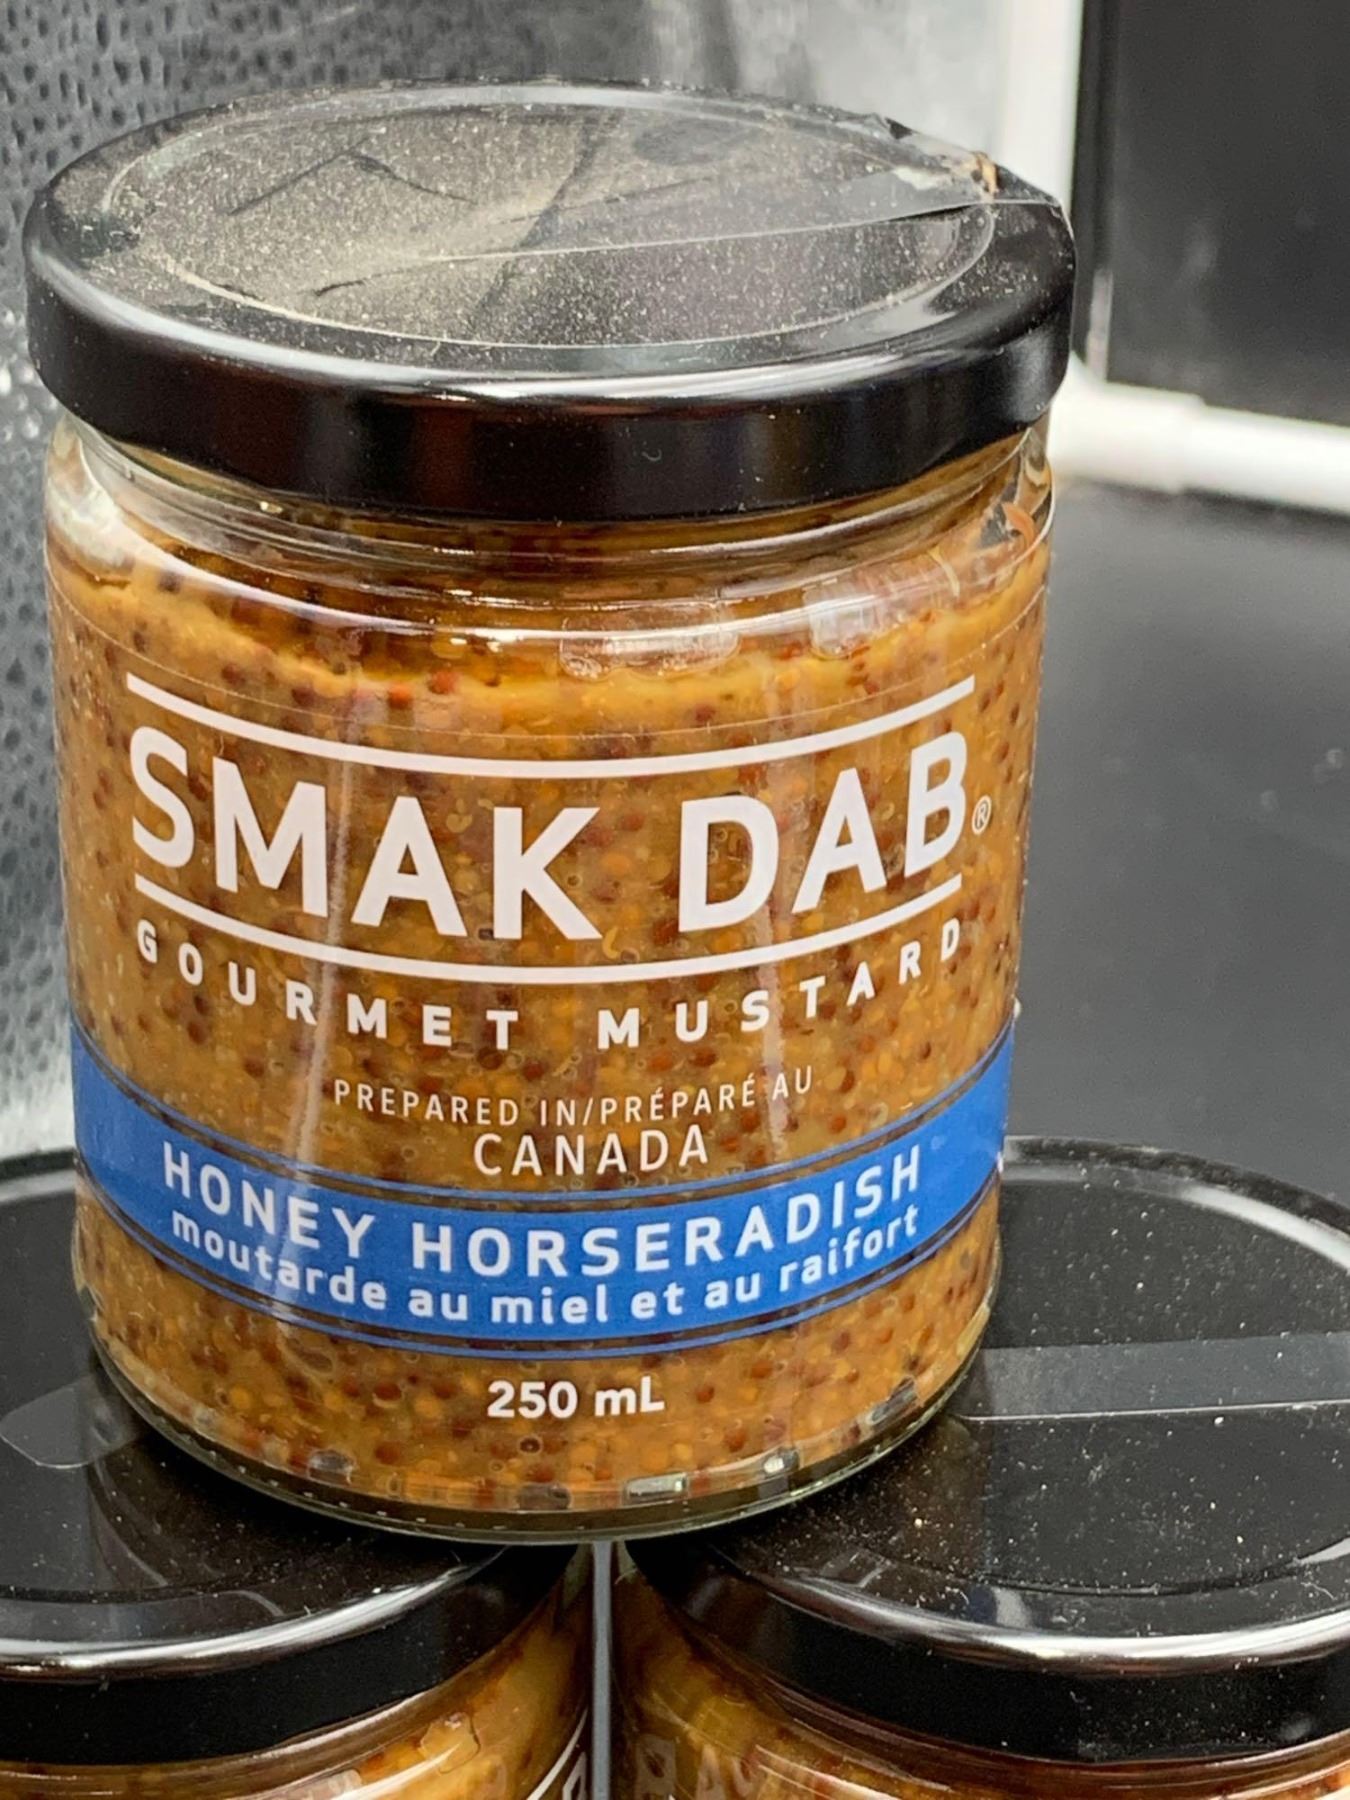 SMAK DAB®
GOURMET MUSTARD
PREPARED IN/PRÉPARÉ AU
CANADA
HONEY HORSERADISH
moutarde au miel et au raifort
250 mL